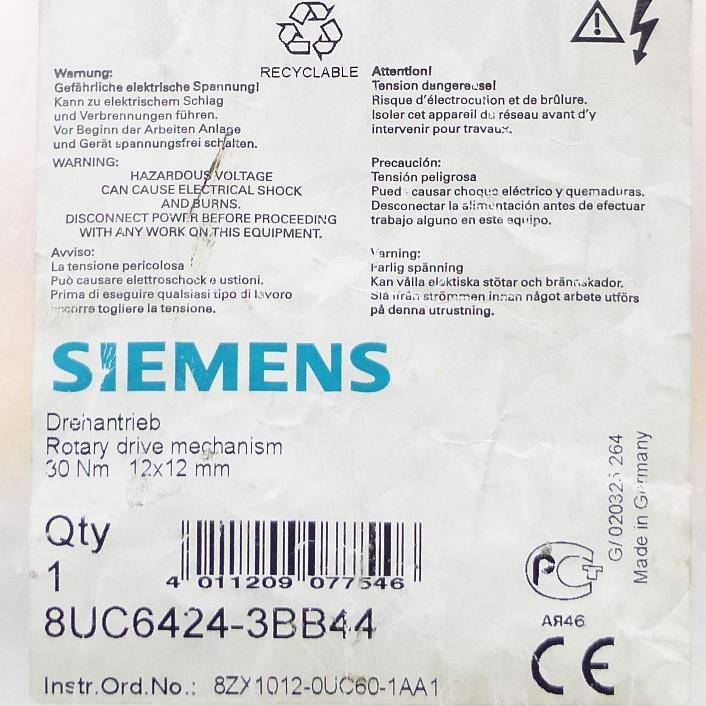 RECYCLABLE
Warnung:
Gefährliche elektrische Spannung!
Kann zu elektrischem Schlag
und Verbrennungen führen.
Vor Beginn der Arbeiten Anlage
und Gerät spannungsfrei schalten.
Attention!
Tension dangereuse!
Risque d'électrocution et de brûlure.
Isoler cet appareil du réseau avant d'y
intervenir pour travaux.
WARNING:
HAZARDOUS VOLTAGE
CAN CAUSE ELECTRICAL SHOCK
AND BURNS.
DISCONNECT POWER BEFORE PROCEEDING
WITH ANY WORK ON THIS EQUIPMENT.
Precaución:
Tensión peligrosa
Pued causar choque eléctrico y quemaduras.
Desconectar la alimentación antes de efectuar
trabajo alguno en este equipo.
Avviso:
La tensione pericolosa
Può causare elettroshock e ustioni.
Prima di eseguire qualsiasi tipo di lavoro
occorre togliere la tensione.
Varning:
Farlig spänning
Kan vålla elektiska stötar och brännskador.
Slå ifrån strömmen innan något arbete utförs
på denna utrustning.
SIEMENS
Drehantrieb
Rotary drive mechanism
30 Nm 12x12 mm
Qty
1
4 011209 077546
8UC6424-3BB44
Instr.Ord.No.: 8ZX1012-0UC60-1AA1
АЯ46
CE
G/ 264
Made in Germany